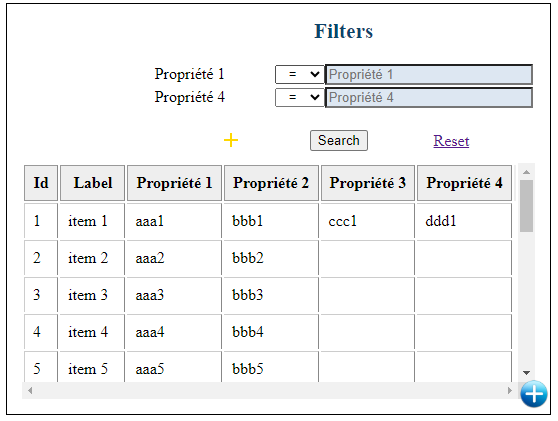 Filters
Propriété 1 = Propriété 1
Propriété 4 = Propriété 4
+ Search Reset
Id Label Propriété 1 Propriété 2 Propriété 3 Propriété 4
1 item 1 aaa1 bbb1 ccc1 ddd1
2 item 2 aaa2 bbb2
3 item 3 aaa3 bbb3
4 item 4 aaa4 bbb4
5 item 5 aaa5 bbb5